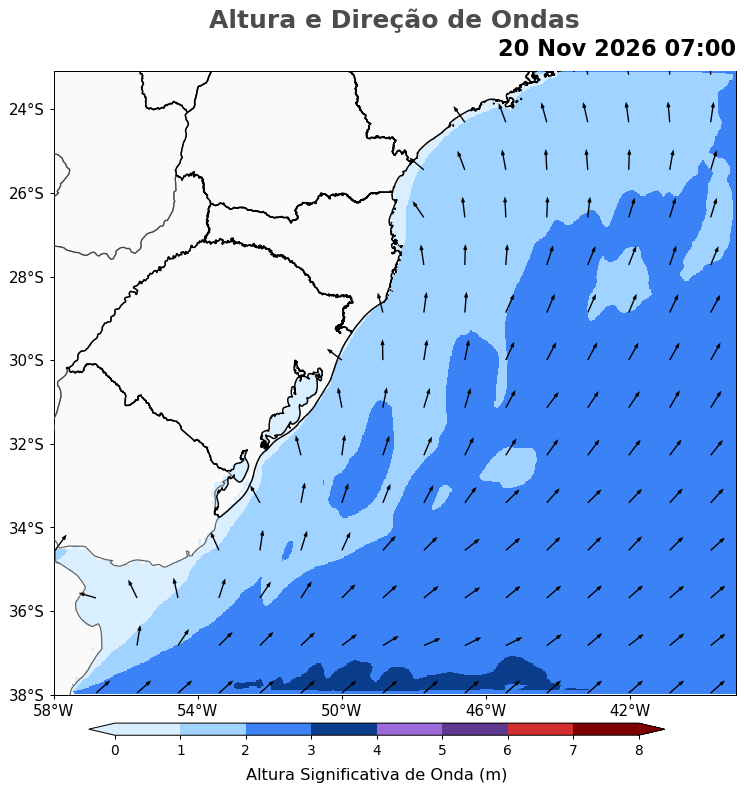 Altura e Direção de Ondas
20 Nov 2026 07:00
24°S
26°S
28°S
30°S
32°S
34°S
36°S
38°S
58°W 54°W 50°W 46°W 42°W
0 1 2 3 4 5 6 7 8
Altura Significativa de Onda (m)